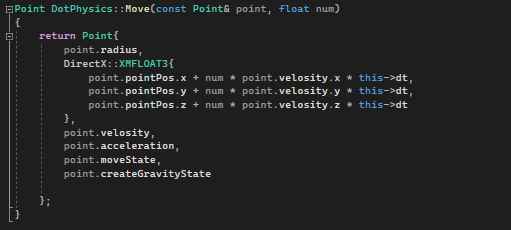 Point DotPhysics::Move(const Point& point, float num)
{
return Point{
point.radius,
DirectX::XMFLOAT3{
point.pointPos.x + num * point.velosity.x * this->dt,
point.pointPos.y + num * point.velosity.y * this->dt,
point.pointPos.z + num * point.velosity.z * this->dt
},
point.velosity,
point.acceleration,
point.moveState,
point.createGravityState
};
}